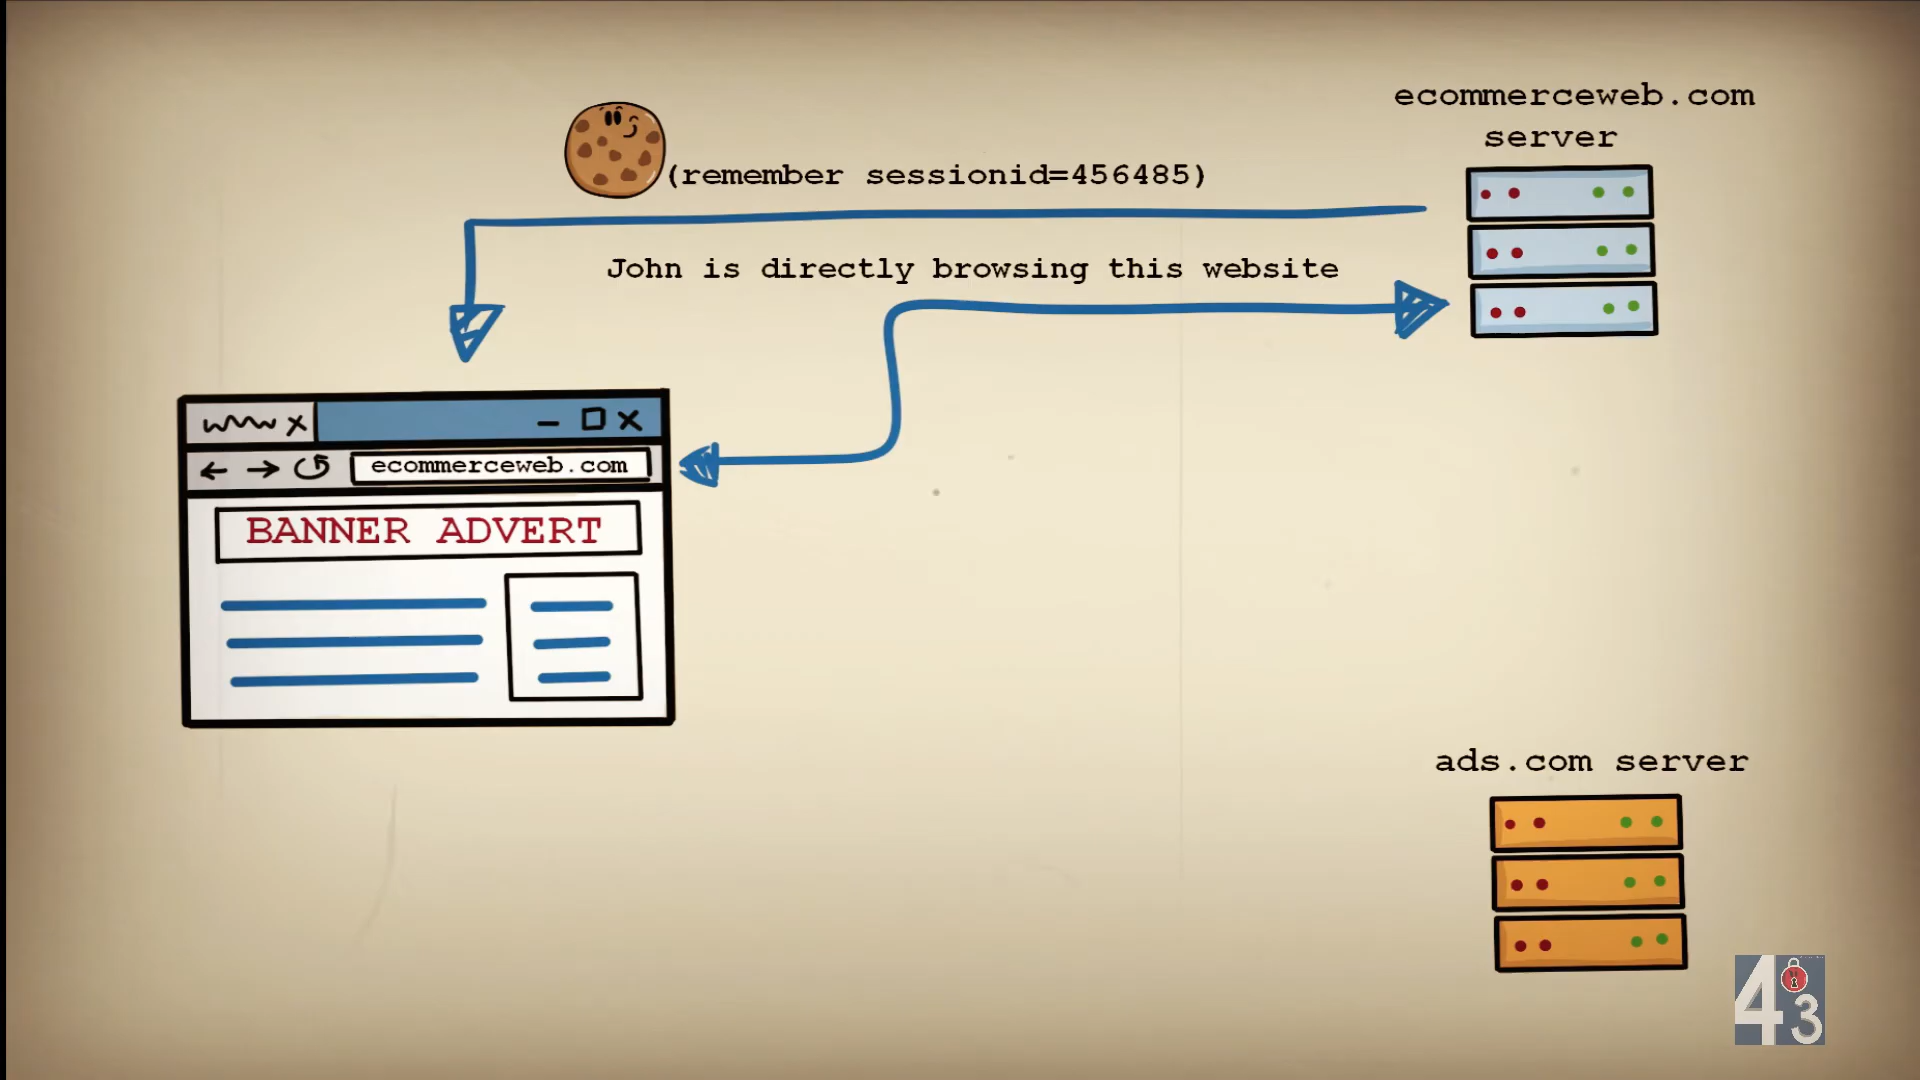 ecommerceweb.com
server
(remember sessionid=456485)
John is directly browsing this website
ecommerceweb.com
BANNER ADVERT
ads.com server
43